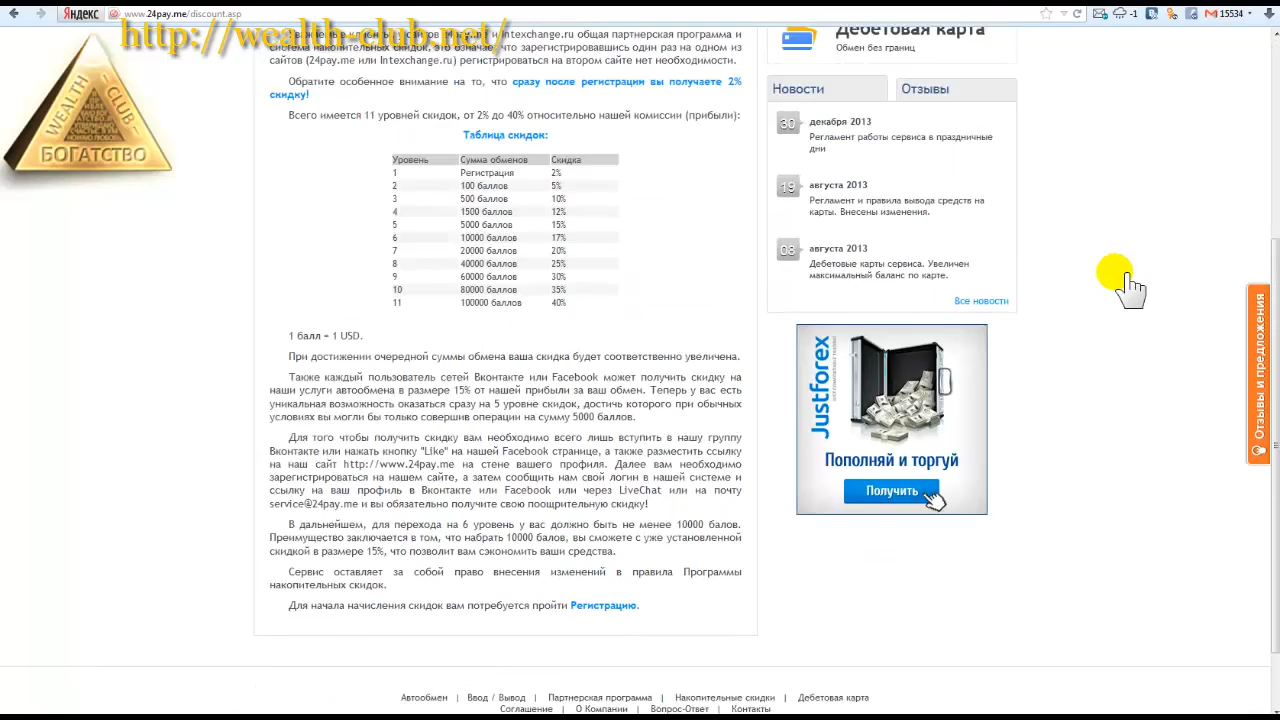 Яндекс
www.24pay.me/discount.asp
-1
15534
http://wealth-club.net/
WEALTH CLUB
БОГАТСТВО
и Intexchange.ru общая партнерская программа и
система накопительных скидок, это означает что зарегистрировавшись один раз на одном из
сайтов (24pay.me или Intexchange.ru) регистрироваться на втором сайте нет необходимости.
Обратите особенное внимание на то, что сразу после регистрации вы получаете 2%
скидку!
Всего имеется 11 уровней скидок, от 2% до 40% относительно нашей комиссии (прибыли):
Таблица скидок:
Уровень Сумма обменов Скидка
1 Регистрация 2%
2 100 баллов 5%
3 500 баллов 10%
4 1500 баллов 12%
5 5000 баллов 15%
6 10000 баллов 17%
7 20000 баллов 20%
8 40000 баллов 25%
9 60000 баллов 30%
10 80000 баллов 35%
11 100000 баллов 40%
1 балл = 1 USD.
При достижении очередной суммы обмена ваша скидка будет соответственно увеличена.
Также каждый пользователь сетей Вконтакте или Facebook может получить скидку на
наши услуги автообмена в размере 15% от нашей прибыли за ваш обмен. Теперь у вас есть
уникальная возможность оказаться сразу на 5 уровне скидок, достичь которого при обычных
условиях вы могли бы только совершив операции на сумму 5000 баллов.
Для того чтобы получить скидку вам необходимо всего лишь вступить в нашу группу
Вконтакте или нажать кнопку "Like" на нашей Facebook странице, а также разместить ссылку
на наш сайт http://www.24pay.me на стене вашего профиля. Далее вам необходимо
зарегистрироваться на нашем сайте, а затем сообщить нам свой логин в нашей системе и
ссылку на ваш профиль в Вконтакте или Facebook или через LiveChat или на почту
service@24pay.me и вы обязательно получите свою поощрительную скидку!
В дальнейшем, для перехода на 6 уровень у вас должно быть не менее 10000 балов.
Преимущество заключается в том, что набрать 10000 балов, вы сможете с уже установленной
скидкой в размере 15%, что позволит вам сэкономить ваши средства.
Сервис оставляет за собой право внесения изменений в правила Программы
накопительных скидок.
Для начала начисления скидок вам потребуется пройти Регистрацию.
Дебетовая карта
Обмен без границ
Новости Отзывы
30 декабря 2013
Регламент работы сервиса в праздничные
дни
19 августа 2013
Регламент и правила вывода средств на
карты. Внесены изменения.
03 августа 2013
Дебетовые карты сервиса. Увеличен
максимальный баланс по карте.
Все новости
Justforex
Пополняй и торгуй
Получить
Отзывы и предложения
Автообмен | Ввод / Вывод | Партнерская программа | Накопительные скидки | Дебетовая карта
Соглашение | О Компании | Вопрос-Ответ | Контакты